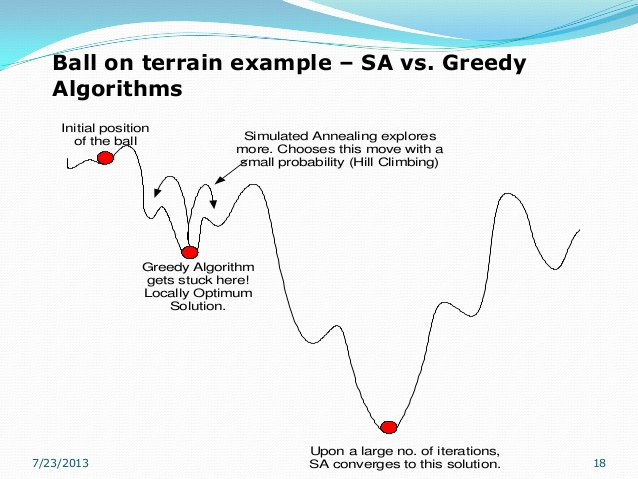 Ball on terrain example – SA vs. Greedy
Algorithms
Initial position
of the ball
Simulated Annealing explores
more. Chooses this move with a
small probability (Hill Climbing)
Greedy Algorithm
gets stuck here!
Locally Optimum
Solution.
Upon a large no. of iterations,
SA converges to this solution.
7/23/2013
18